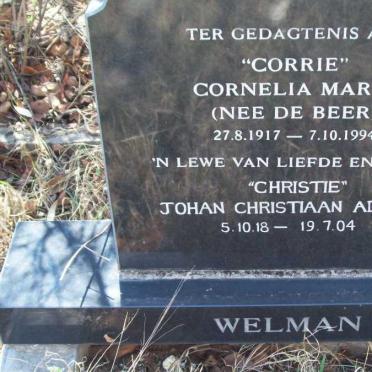 TER GEDAGTENIS A
"CORRIE"
CORNELIA MAR
(NEE DE BEER
27.8.1917 — 7.10.1994
'N LEWE VAN LIEFDE EN
"CHRISTIE"
JOHAN CHRISTIAAN AD
5.10.18 — 19.7.04
WELMAN